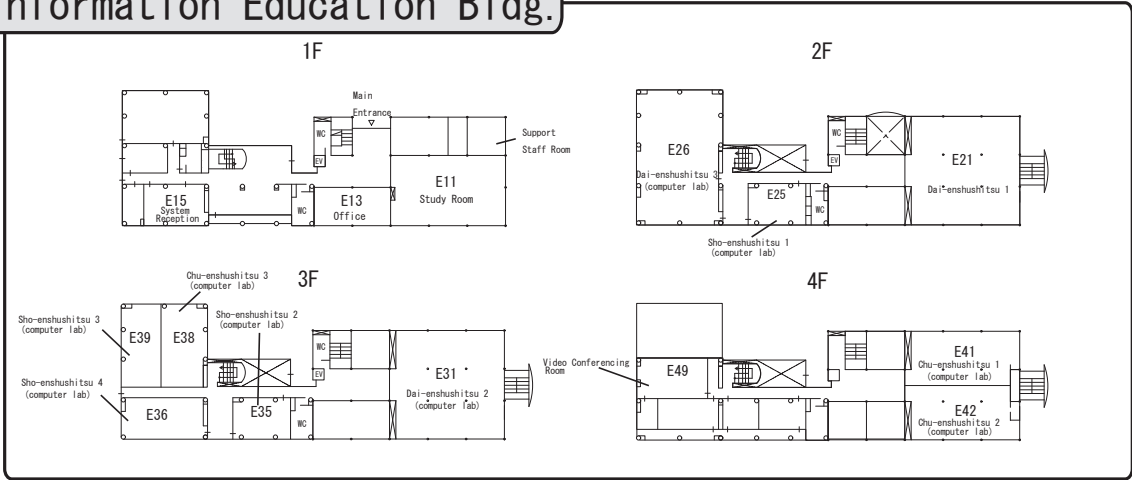 nformation Education Bldg.
1F
Main
Entrance
WC
EV
Support
Staff Room
E11
Study Room
E13
Office
E15
System
Reception
WC
2F
WC
EV
E26
Dai-enshushitsu 3
(computer lab)
E21
Dai-enshushitsu 1
E25
WC
Sho-enshushitsu 1
(computer lab)
3F
Chu-enshushitsu 3
(computer lab)
Sho-enshushitsu 3
(computer lab)
Sho-enshushitsu 2
(computer lab)
E39
E38
WC
EV
Sho-enshushitsu 4
(computer lab)
E31
Dai-enshushitsu 2
(computer lab)
E36
E35
WC
4F
Video Conferencing
Room
E49
E41
Chu-enshushitsu 1
(computer lab)
E42
Chu-enshushitsu 2
(computer lab)